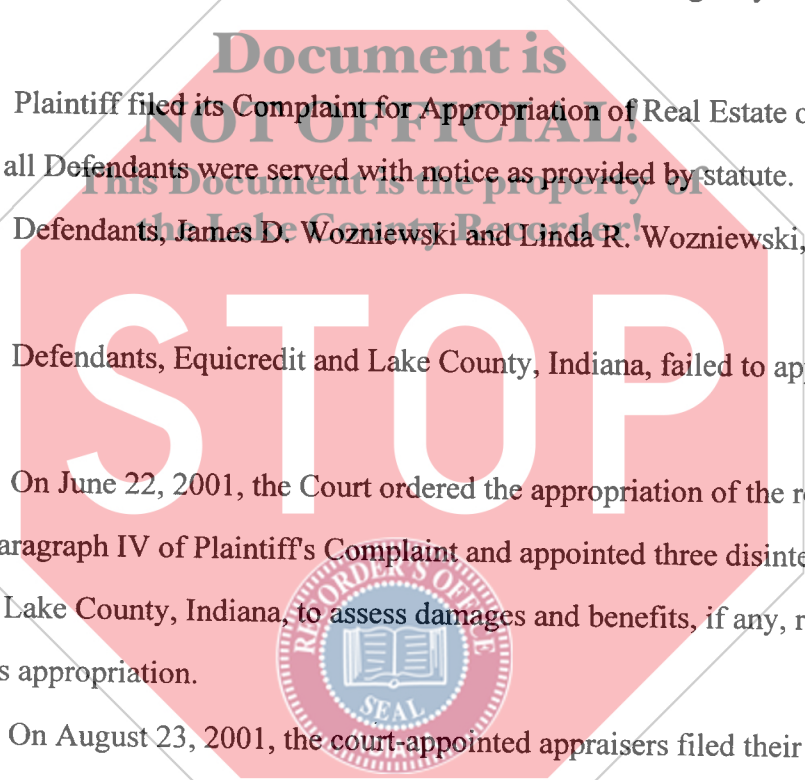 Document is
Plaintiff filed its Complaint for Appropriation of Real Estate
NOT OFFICIAL!
all Defendants were served with notice as provided by statute.
This Document is the property of
Defendants, James D. Wozniewski and Linda R. Wozniewski,
the Lake County Recorder!
STOP
Defendants, Equicredit and Lake County, Indiana, failed to
On June 22, 2001, the Court ordered the appropriation of the
aragraph IV of Plaintiff's Complaint and appointed three
RECORDER'S OFFICE
Lake County, Indiana, to assess damages and benefits, if any,
s appropriation.
SEAL
On August 23, 2001, the court-appointed appraisers filed their